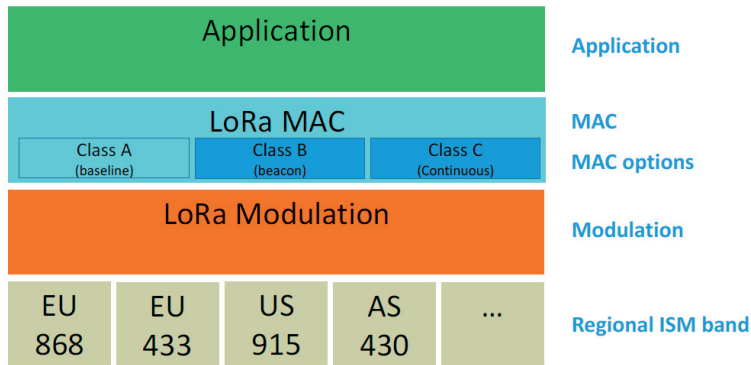 Application
Application
LoRa MAC
MAC
Class A
(baseline)
Class B
(beacon)
Class C
(Continuous)
MAC options
LoRa Modulation
Modulation
EU
868
EU
433
US
915
AS
430
...
Regional ISM band